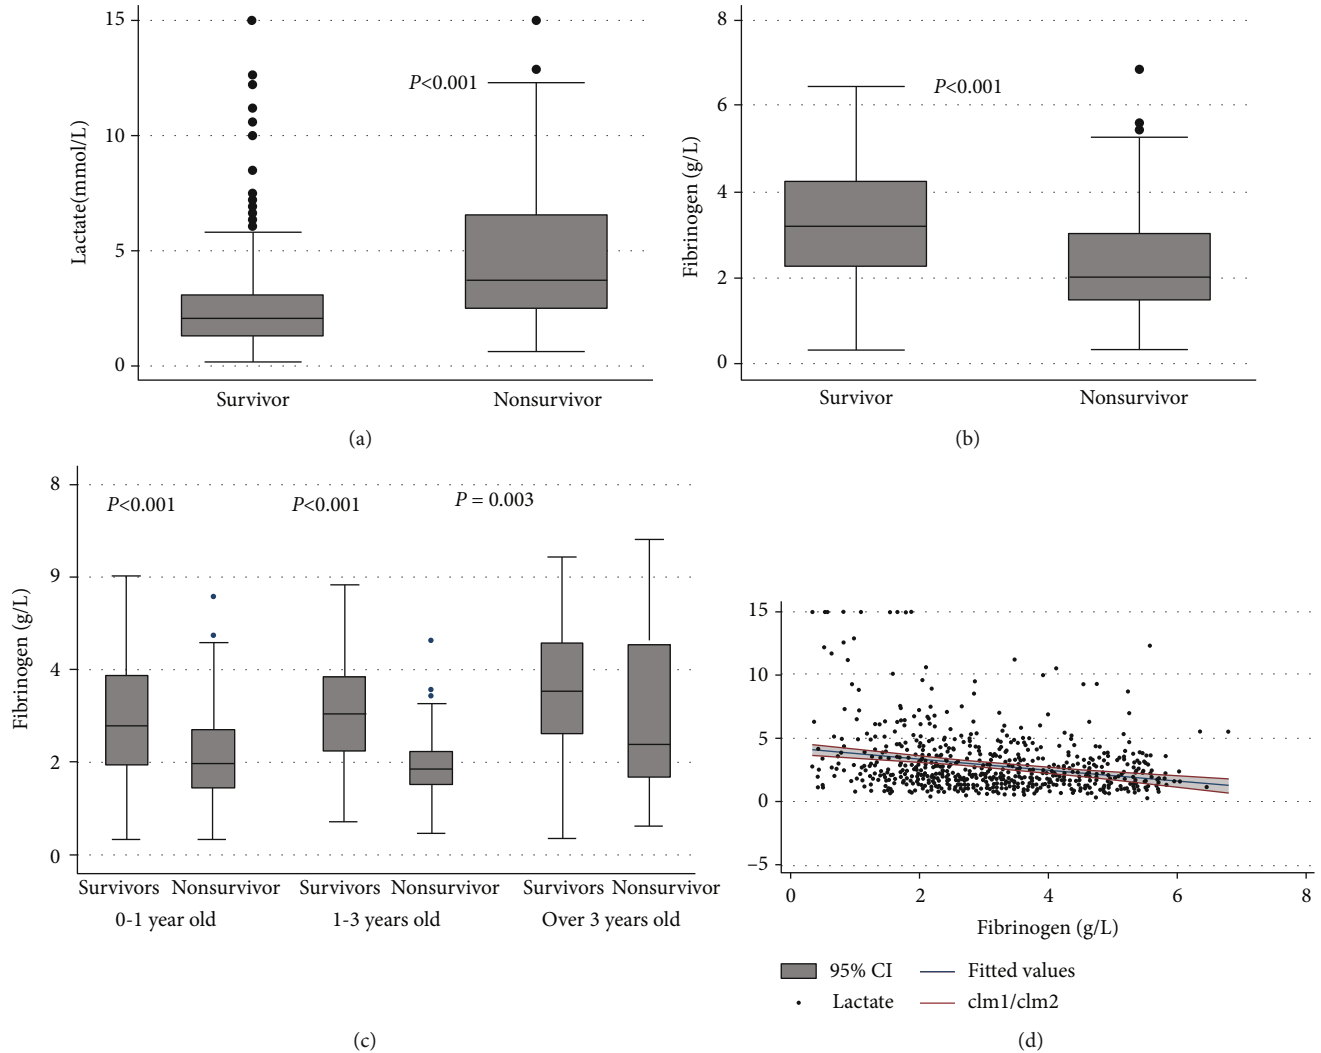 15
10
5
0
Lactate(mmol/L)
P<0.001
Survivor
Nonsurvivor
(a)
8
6
4
2
0
Fibrinogen (g/L)
P<0.001
Survivor
Nonsurvivor
(b)
8
9
4
2
0
Fibrinogen (g/L)
P<0.001
P<0.001
P = 0.003
Survivors Nonsurvivor Survivors Nonsurvivor Survivors Nonsurvivor
0-1 year old 1-3 years old Over 3 years old
(c)
15
10
5
0
−5
0 2 4 6 8
Fibrinogen (g/L)
95% CI Fitted values
Lactate clm1/clm2
(d)